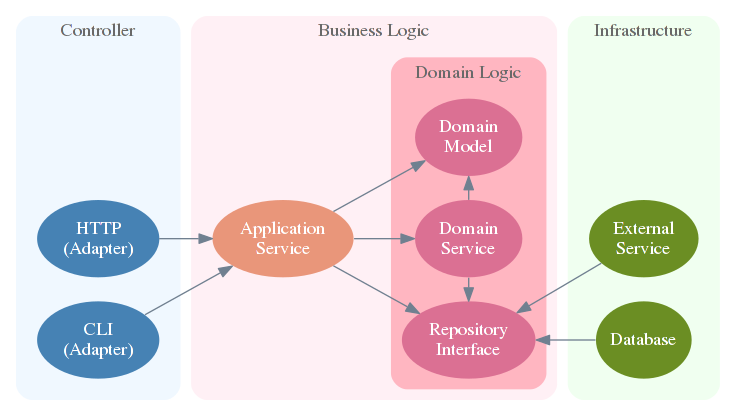 Controller
Business Logic
Infrastructure
Domain Logic
Domain
Model
HTTP
(Adapter)
Application
Service
Domain
Service
External
Service
CLI
(Adapter)
Repository
Interface
Database